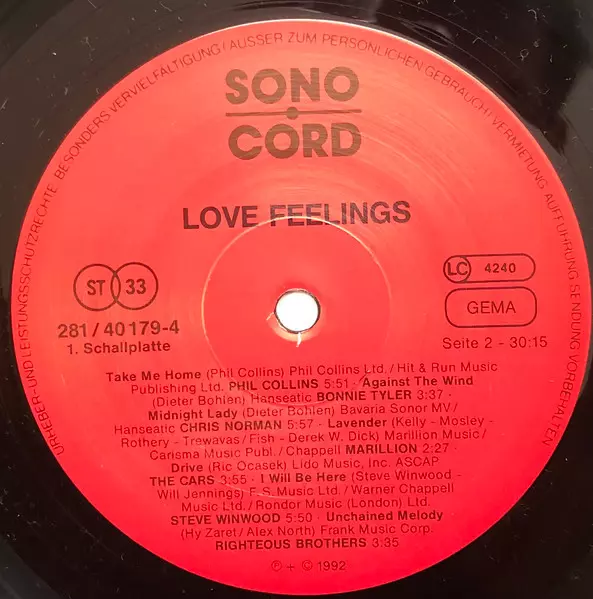 URHEBER- UND LEISTUNGSSCHUTZRECHTE BESONDERS VERVIELFÄLTIGUNG / AUSSER ZUM PERSÖNLICHEN GEBRAUCH / VERMIETUNG AUFFÜHRUNG SENDUNG VORBEHALTEN
SONO
CORD
LOVE FEELINGS
ST 33
LC 4240
281 / 40 179-4
GEMA
1. Schallplatte
Seite 2 - 30:15
Take Me Home (Phil Collins) Phil Collins Ltd. / Hit & Run Music
Publishing Ltd. PHIL COLLINS 5:51 · Against The Wind
(Dieter Bohlen) Hanseatic BONNIE TYLER 3:37 ·
Midnight Lady (Dieter Bohlen) Bavaria Sonor MV /
Hanseatic CHRIS NORMAN 5:57 · Lavender (Kelly - Mosley -
Rothery - Trewavas / Fish - Derek W. Dick) Marillion Music /
Carisma Music Publ. / Chappell MARILLION 2:27 ·
Drive (Ric Ocasek) Lido Music, Inc. ASCAP
THE CARS 3:55 · I Will Be Here (Steve Winwood -
Will Jennings) F. S. Music Ltd. / Warner Chappell
Music Ltd. / Rondor Music (London) Ltd.
STEVE WINWOOD 5:50 · Unchained Melody
(Hy Zaret / Alex North) Frank Music Corp.
RIGHTEOUS BROTHERS 3:35
℗ + © 1992